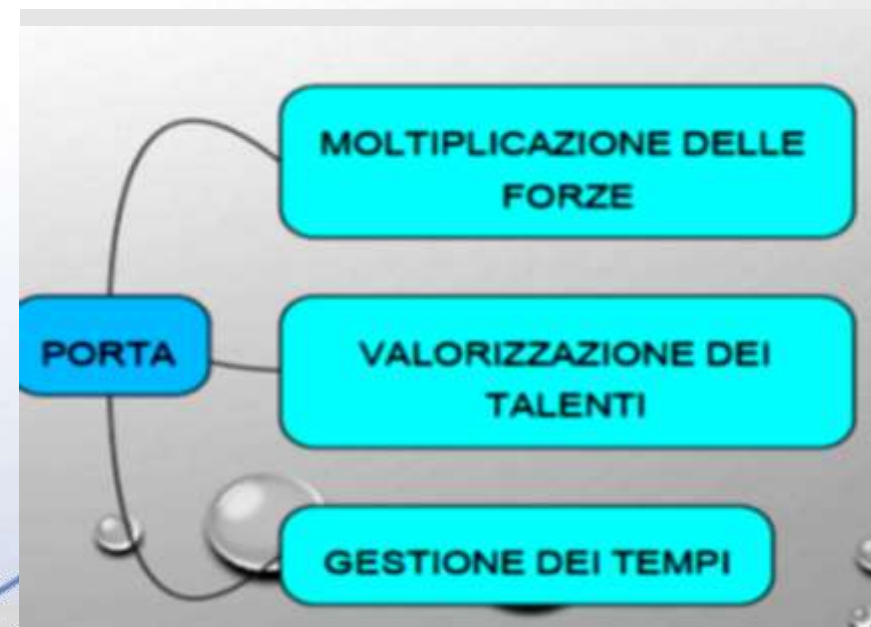 MOLTIPLICAZIONE DELLE
FORZE
PORTA
VALORIZZAZIONE DEI
TALENTI
GESTIONE DEI TEMPI